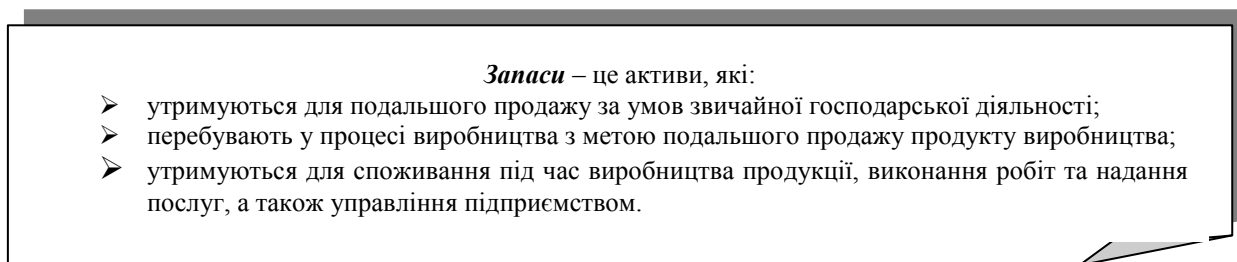 Запаси – це активи, які:
➢ утримуються для подальшого продажу за умов звичайної господарської діяльності;
➢ перебувають у процесі виробництва з метою подальшого продажу продукту виробництва;
➢ утримуються для споживання під час виробництва продукції, виконання робіт та надання
послуг, а також управління підприємством.